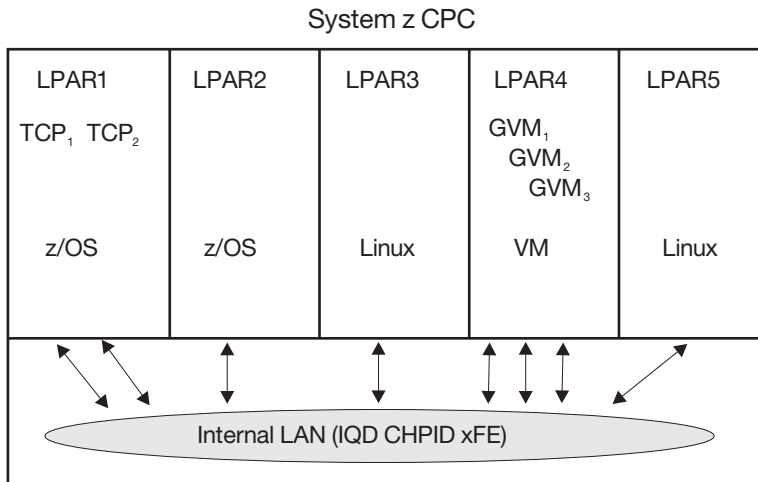 System z CPC
LPAR1 LPAR2 LPAR3 LPAR4 LPAR5
TCP₁ TCP₂ GVM₁
GVM₂
GVM₃
z/OS z/OS Linux VM Linux
Internal LAN (IQD CHPID xFE)